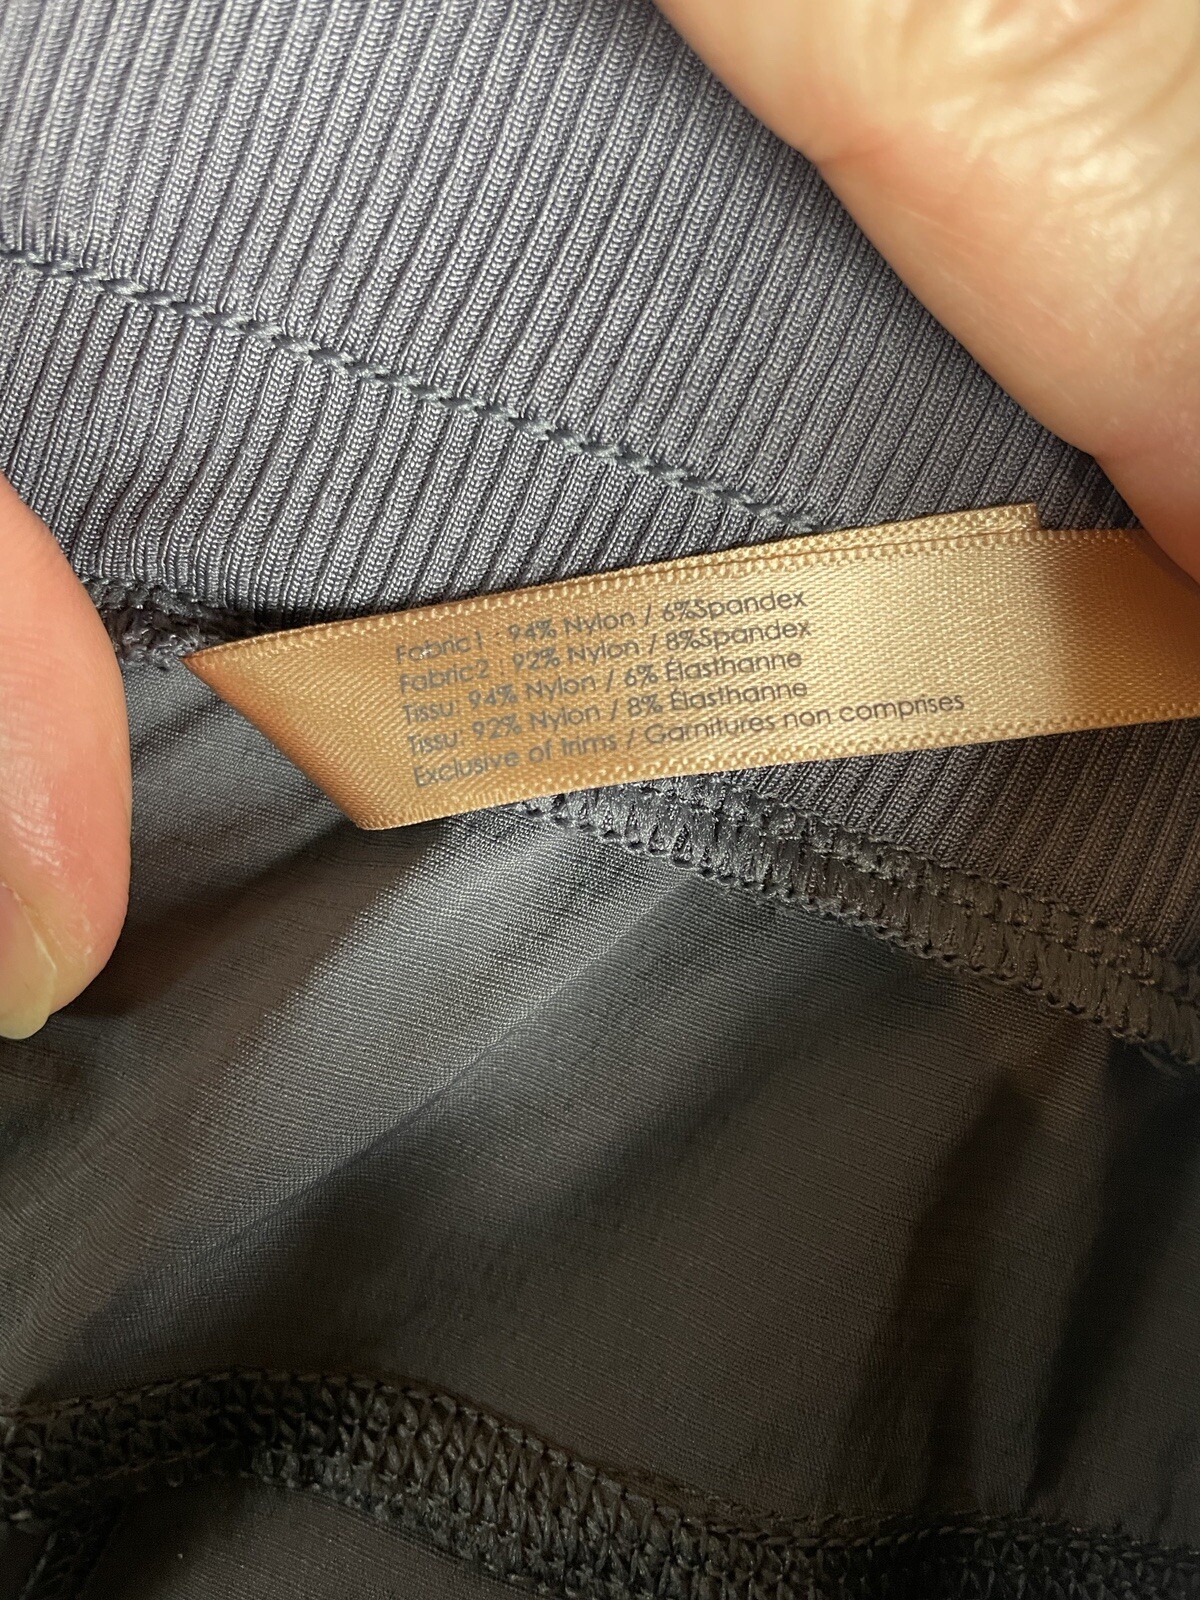 Fabric1 : 94% Nylon / 6%Spandex
Fabric2 : 92% Nylon / 8%Spandex
Tissu: 94% Nylon / 6% Élasthanne
Tissu: 92% Nylon / 8% Élasthanne
Exclusive of trims / Garnitures non comprises